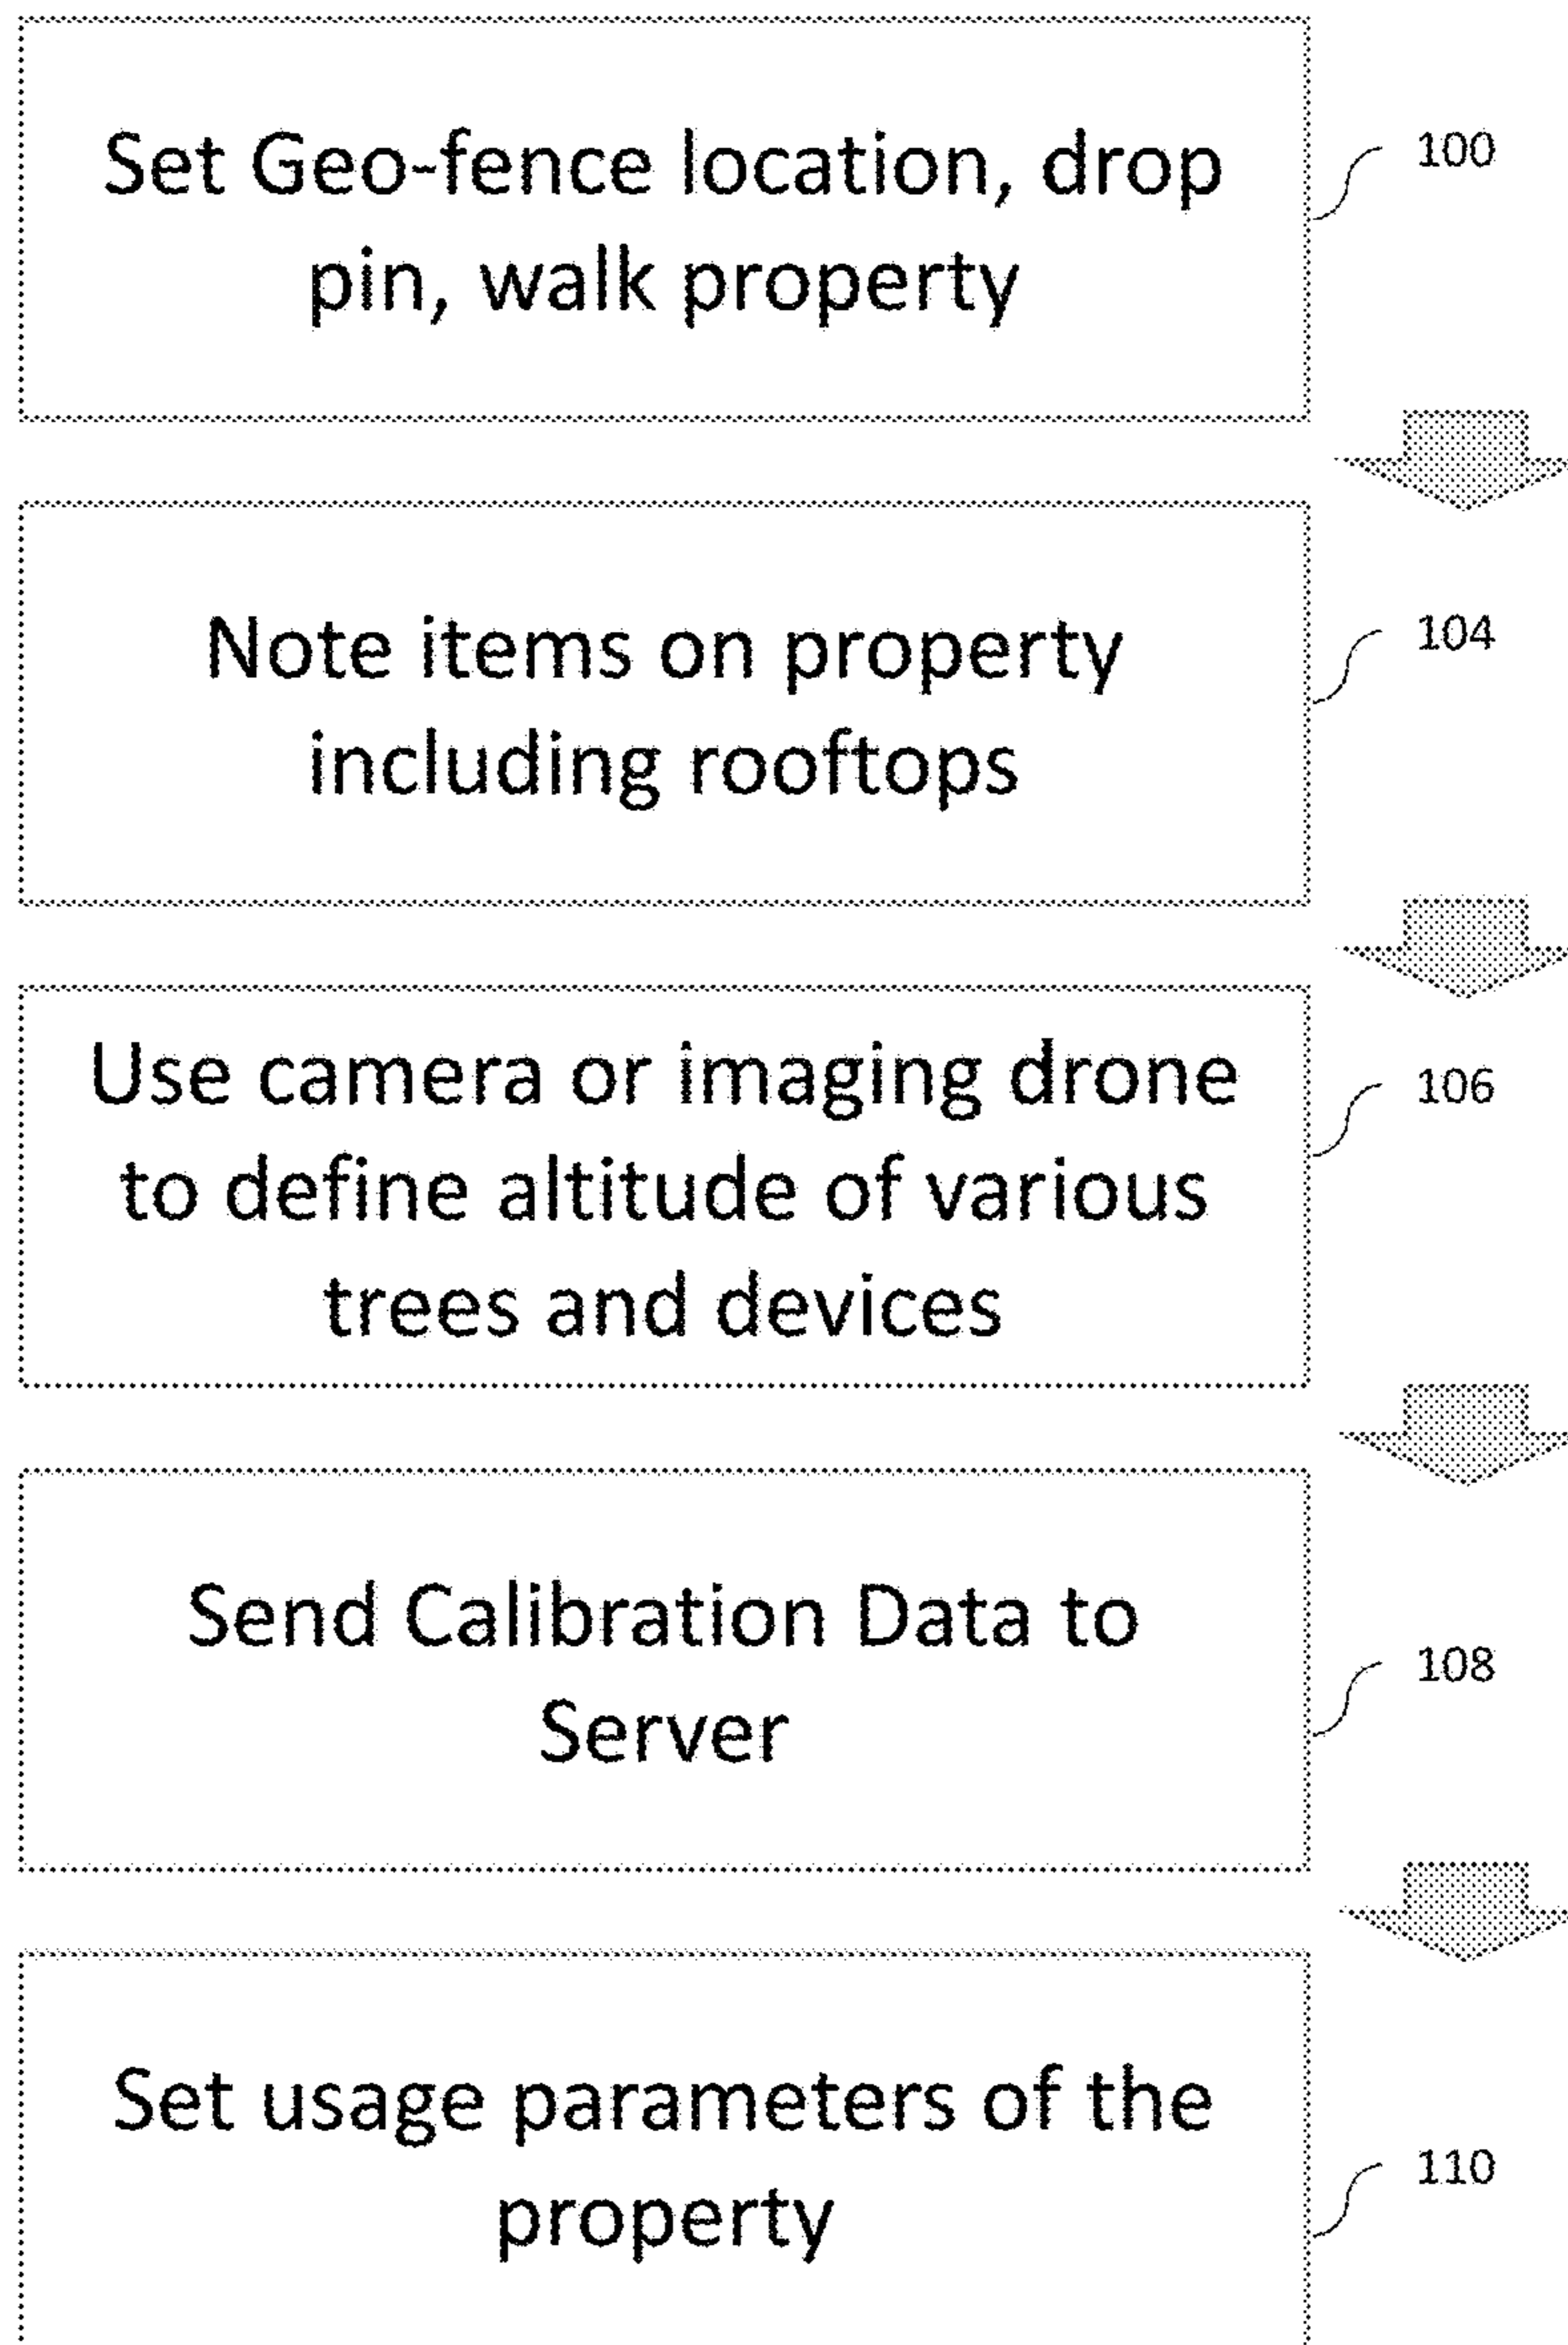 Set Geo-fence location, drop
pin, walk property
100
Note items on property
including rooftops
104
Use camera or imaging drone
to define altitude of various
trees and devices
106
Send Calibration Data to
Server
108
Set usage parameters of the
property
110